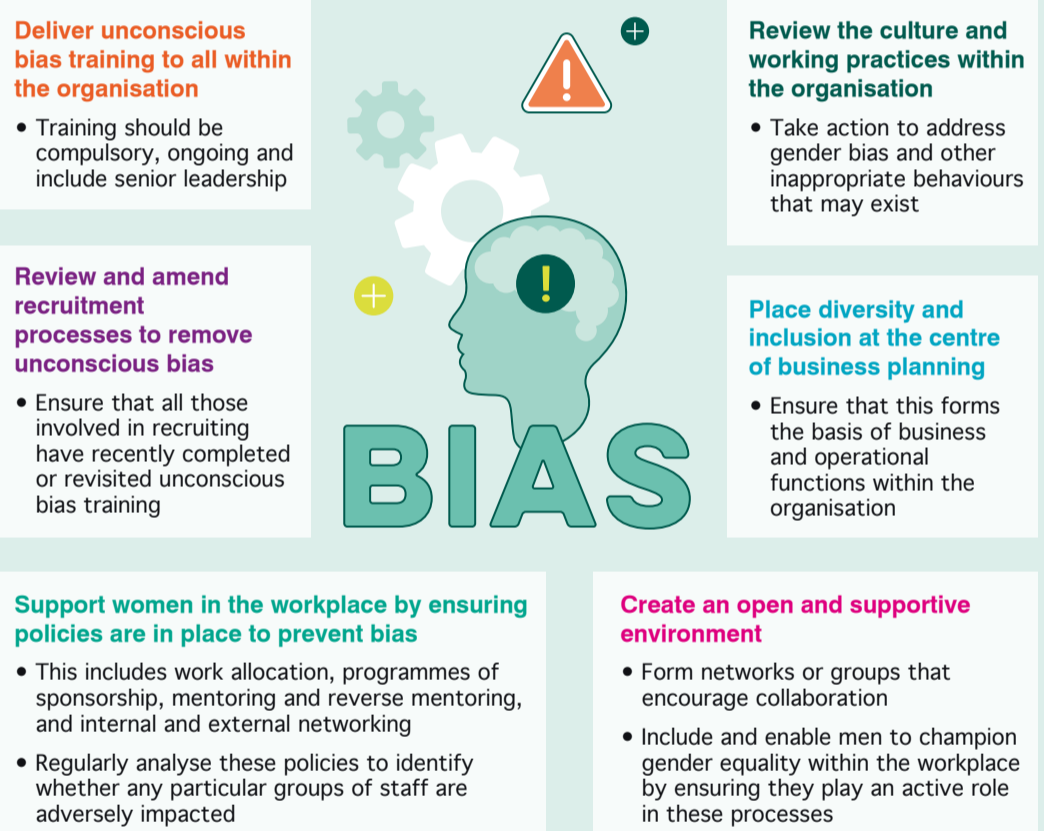 Deliver unconscious
bias training to all within
the organisation
• Training should be
compulsory, ongoing and
include senior leadership
Review and amend
recruitment
processes to remove
unconscious bias
• Ensure that all those
involved in recruiting
have recently completed
or revisited unconscious
bias training
!
!
BIAS
Review the culture and
working practices within
the organisation
• Take action to address
gender bias and other
inappropriate behaviours
that may exist
Place diversity and
inclusion at the centre
of business planning
• Ensure that this forms
the basis of business
and operational
functions within the
organisation
Support women in the workplace by ensuring
policies are in place to prevent bias
• This includes work allocation, programmes of
sponsorship, mentoring and reverse mentoring,
and internal and external networking
• Regularly analyse these policies to identify
whether any particular groups of staff are
adversely impacted
Create an open and supportive
environment
• Form networks or groups that
encourage collaboration
• Include and enable men to champion
gender equality within the workplace
by ensuring they play an active role
in these processes